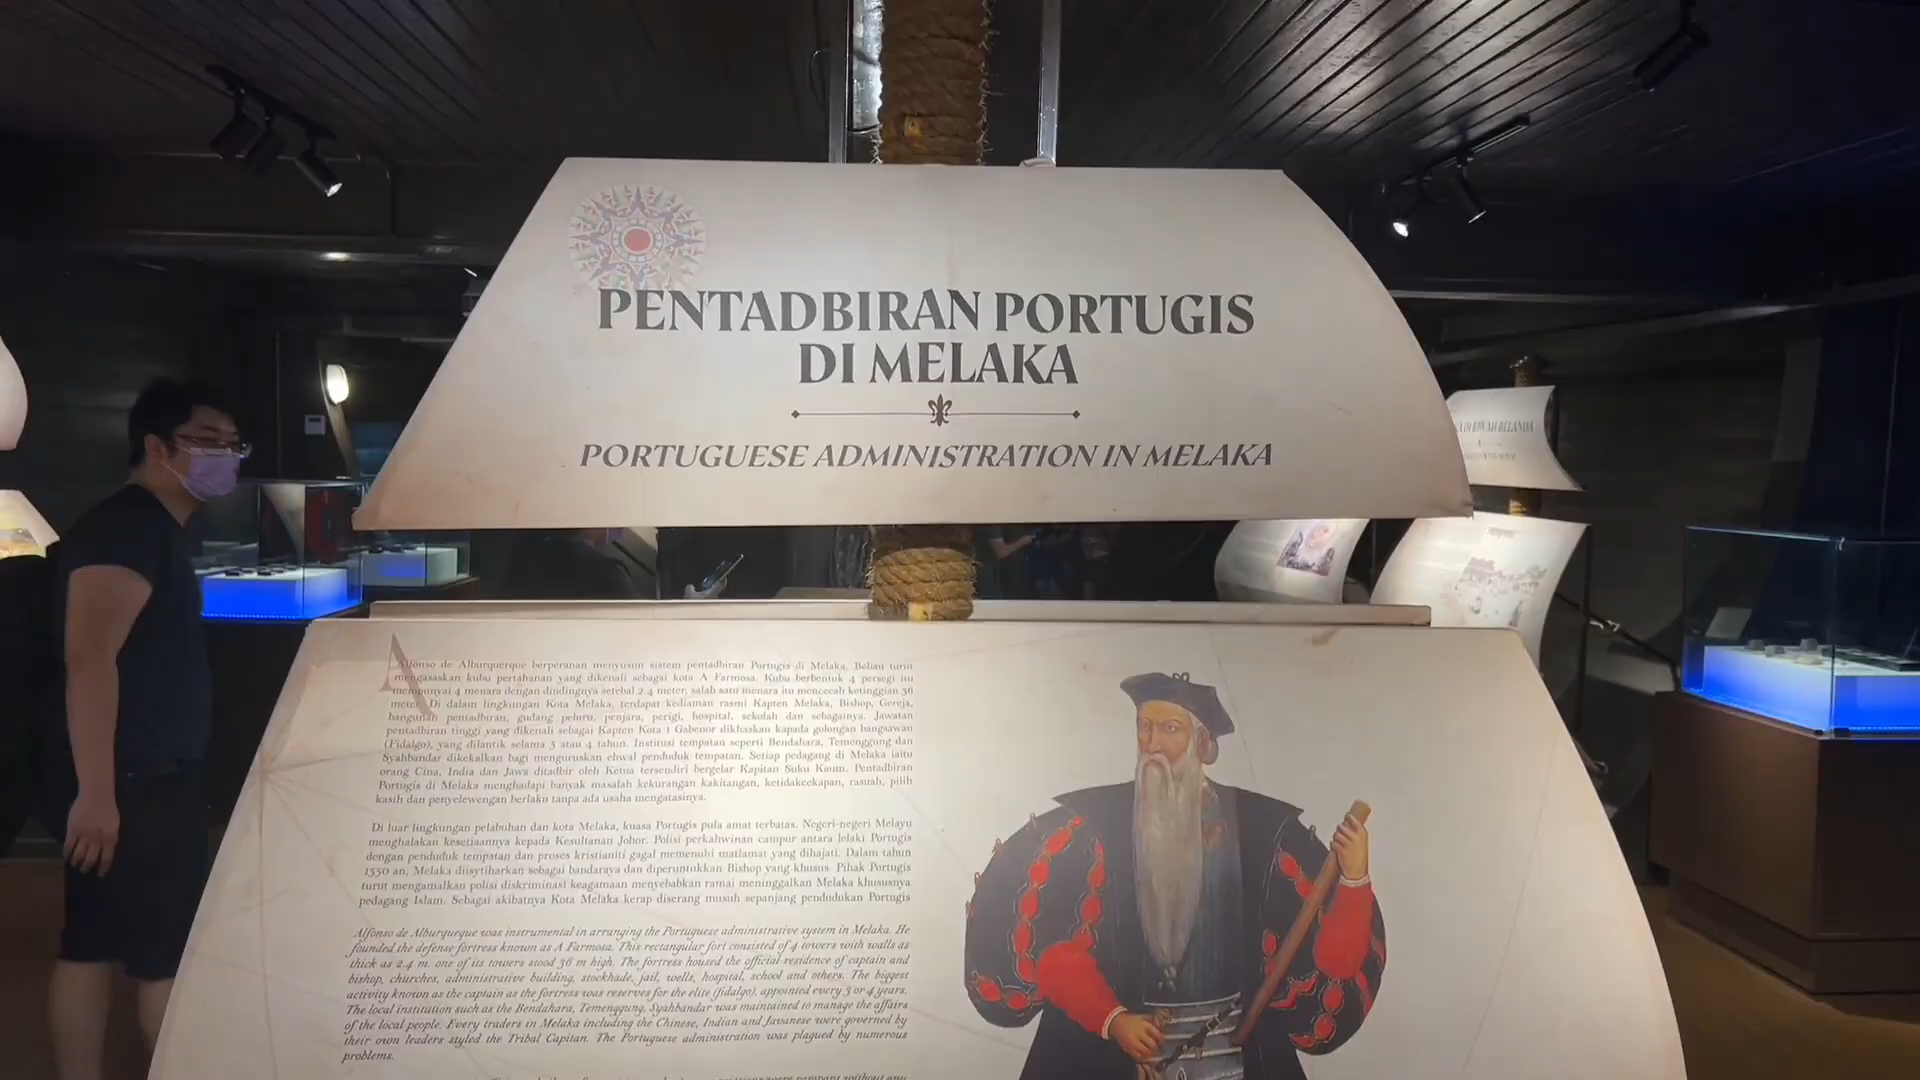 PENTADBIRAN PORTUGIS
DI MELAKA
PORTUGUESE ADMINISTRATION IN MELAKA
Alfonso de Alburquerque berperanan menyusun sistem pentadbiran Portugis di Melaka. Beliau turut
mengasaskan kubu pertahanan yang dikenali sebagai kota A Farmosa. Kubu berbentuk 4 persegi itu
mempunyai 4 menara dengan dindingnya setebal 2.4 meter, salah satu menara itu mencecah ketinggian 36
meter. Di dalam lingkungan Kota Melaka, terdapat kediaman rasmi Kapten Melaka, Bishop, Gereja,
bangunan pentadbiran, gudang peluru, penjara, perigi, hospital, sekolah dan sebagainya. Jawatan
pentadbiran tinggi yang dikenali sebagai Kapten Kota 1 Gabenor dikhaskan kepada golongan bangsawan
(Fidalgo), yang dilantik selama 3 atau 4 tahun. Institusi tempatan seperti Bendahara, Temenggung dan
Syahbandar dikekalkan bagi menguruskan ehwal penduduk tempatan. Setiap pedagang di Melaka iaitu
orang Cina, India dan Jawa ditadbir oleh Ketua tersendiri bergelar Kapitan Suku Kaum. Pentadbiran
Portugis di Melaka menghadapi banyak masalah kekurangan kakitangan, ketidakcekapan, rasuah, pilih
kasih dan penyelewengan berlaku tanpa ada usaha mengatasinya.
Di luar lingkungan pelabuhan dan kota Melaka, kuasa Portugis pula amat terbatas. Negeri-negeri Melayu
menghalakan kesetiaannya kepada Kesultanan Johor. Polisi perkahwinan campur antara lelaki Portugis
dengan penduduk tempatan dan proses kristianiti gagal memenuhi matlamat yang dihajati. Dalam tahun
1550 an, Melaka diisytiharkan sebagai bandaraya dan diperuntukkan Bishop yang khusus. Pihak Portugis
turut mengamalkan polisi diskriminasi keagamaan menyebabkan ramai meninggalkan Melaka khususnya
pedagang Islam. Sebagai akibatnya Kota Melaka kerap diserang musuh sepanjang pendudukan Portugis
Alfonso de Alburqueque was instrumental in arranging the Portuguese administrative system in Melaka. He
founded the defense fortress known as A Farmosa. This rectangular fort consisted of 4 towers with walls as
thick as 2.4 m. one of its towers stood 36 m high. The fortress housed the official residence of captain and
bishop, churches, administrative building, stockhade, jail, wells, hospital, school and others. The biggest
activity known as the captain as the fortress was reserves for the elite (fidalgo), appointed every 3 or 4 years.
The local institution such as the Bendahara, Temenggung, Syahbandar was maintained to manage the affairs
of the local people. Every traders in Melaka including the Chinese, Indian and Javanese were governed by
their own leaders styled the Tribal Capitan. The Portuguese administration was plagued by numerous
problems.
DI BAWAH BELANDA